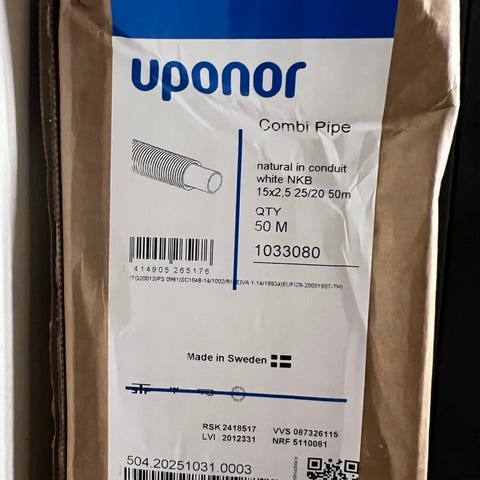 uponor
Combi Pipe
natural in conduit
white NKB
15x2,5 25/20 50m
QTY
50 M
1033080
414905 265176
Made in Sweden
RSK 2418517 VVS 087326115
LVI 2012331 NRF 5110081
504.20251031.0003